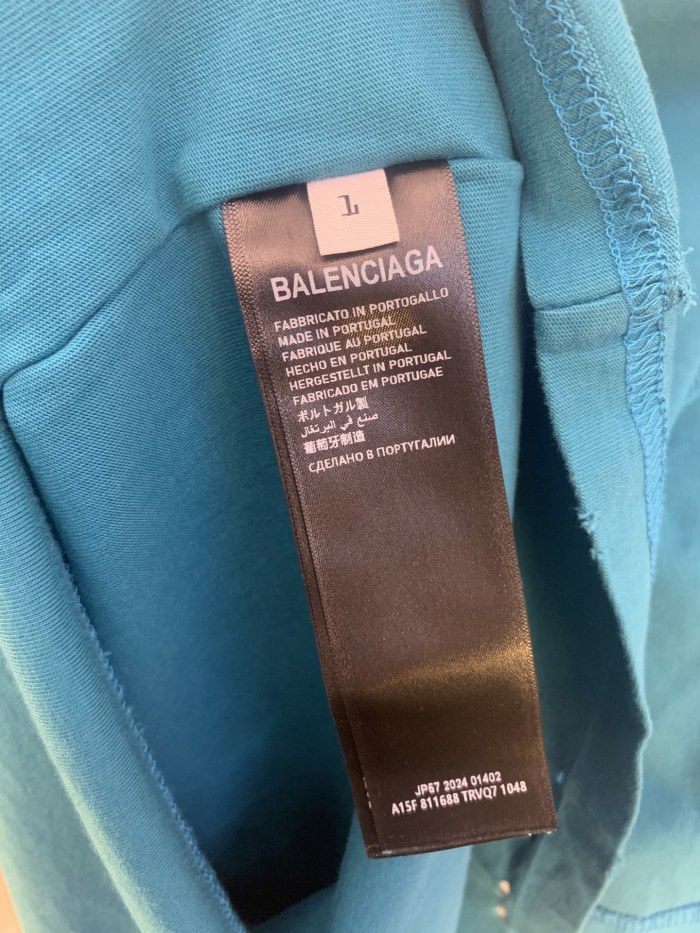 1
BALENCIAGA
FABBRICATO IN PORTOGALLO
MADE IN PORTUGAL
FABRIQUE AU PORTUGAL
HECHO EN PORTUGAL
HERGESTELLT IN PORTUGAL
FABRICADO EM PORTUGAE
ポルトガル製
صنع في البرتغال
葡萄牙制造
СДЕЛАНО В ПОРТУГАЛИИ
JP67 2024 01402
A15F 811688 TRVQ7 1048